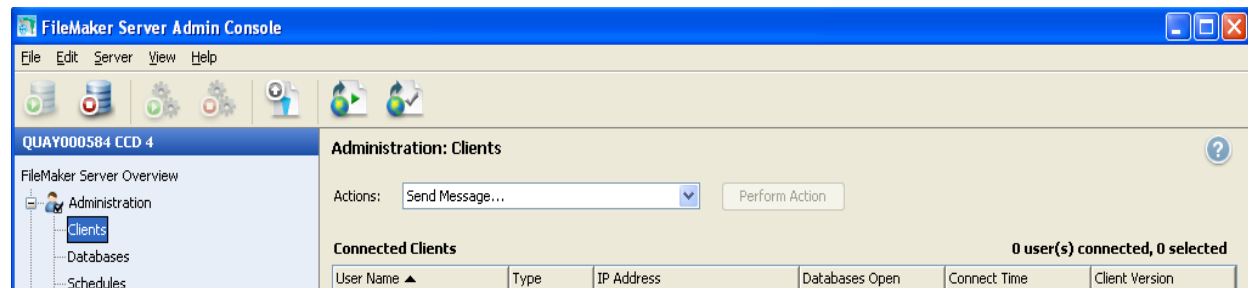 FileMaker Server Admin Console
File Edit Server View Help
QUAY000584 CCD 4
FileMaker Server Overview
Administration
Clients
Databases
Schedules
Administration: Clients
Actions: Send Message... Perform Action
Connected Clients 0 user(s) connected, 0 selected
User Name Type IP Address Databases Open Connect Time Client Version